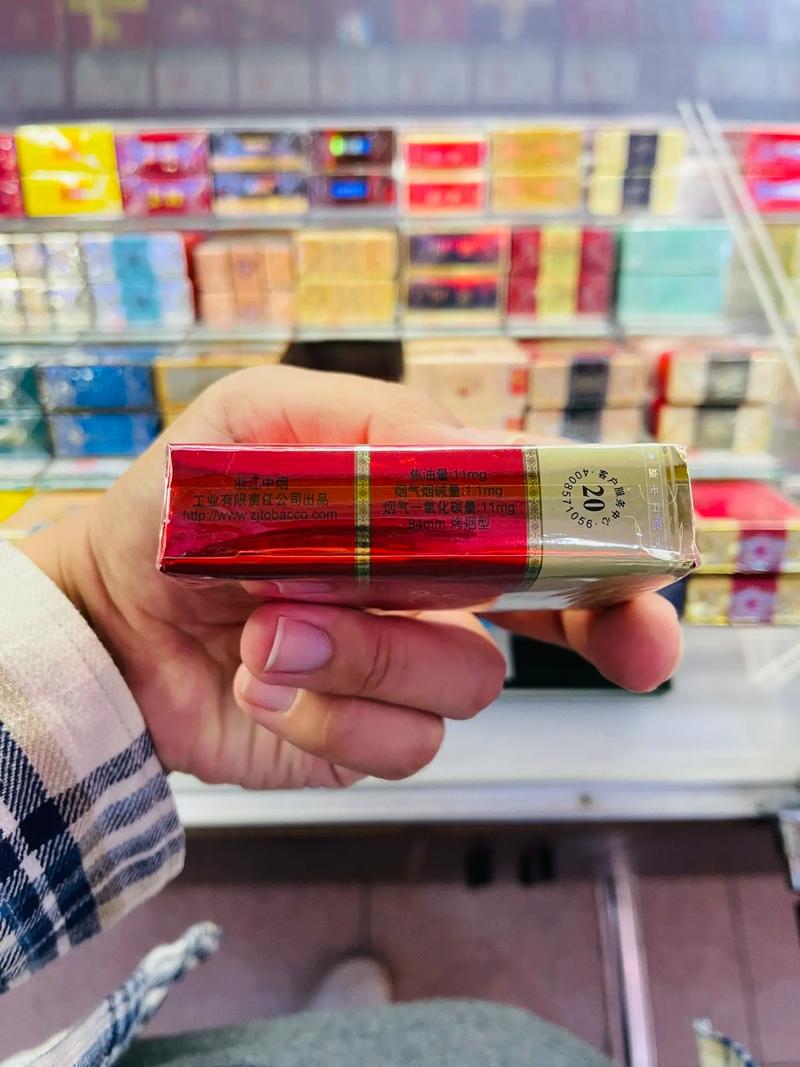 浙江中烟
工业有限责任公司出品
http://www.zjtobacco.com
焦油量:11mg
烟气烟碱量:1.1mg
烟气一氧化碳量:11mg
84mm 烤烟型
客户服务中心
·4008571056·
20